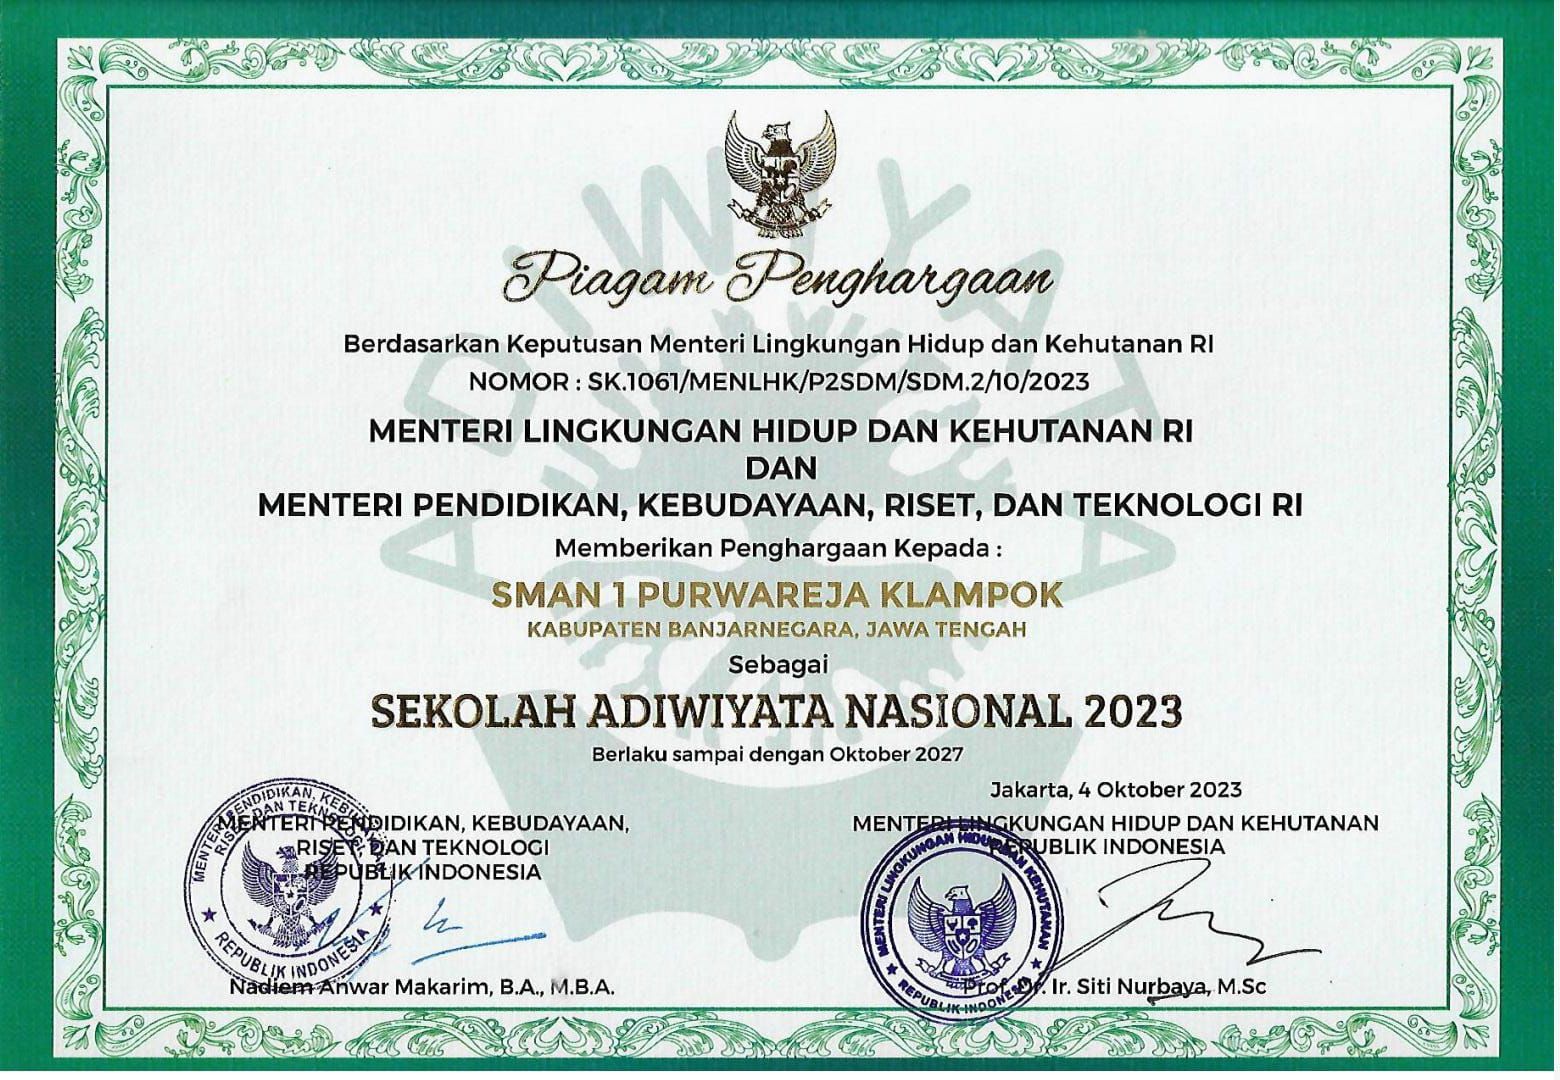 ADIWIYATA
Piagam Penghargaan
Berdasarkan Keputusan Menteri Lingkungan Hidup dan Kehutanan RI
NOMOR : SK.1061/MENLHK/P2SDM/SDM.2/10/2023
MENTERI LINGKUNGAN HIDUP DAN KEHUTANAN RI
DAN
MENTERI PENDIDIKAN, KEBUDAYAAN, RISET, DAN TEKNOLOGI RI
Memberikan Penghargaan Kepada :
SMAN 1 PURWAREJA KLAMPOK
KABUPATEN BANJARNEGARA, JAWA TENGAH
Sebagai
SEKOLAH ADIWIYATA NASIONAL 2023
Berlaku sampai dengan Oktober 2027
MENTERI PENDIDIKAN, KEBUDAYAAN,
RISET, DAN TEKNOLOGI
REPUBLIK INDONESIA
MENTERI PENDIDIKAN, KEBUDAYAAN,
RISET, DAN TEKNOLOGI
REPUBLIK INDONESIA
Nadiem Anwar Makarim, B.A., M.B.A.
Jakarta, 4 Oktober 2023
MENTERI LINGKUNGAN HIDUP DAN KEHUTANAN
REPUBLIK INDONESIA
MENTERI LINGKUNGAN HIDUP DAN KEHUTANAN
REPUBLIK INDONESIA
Prof. Dr. Ir. Siti Nurbaya, M.Sc